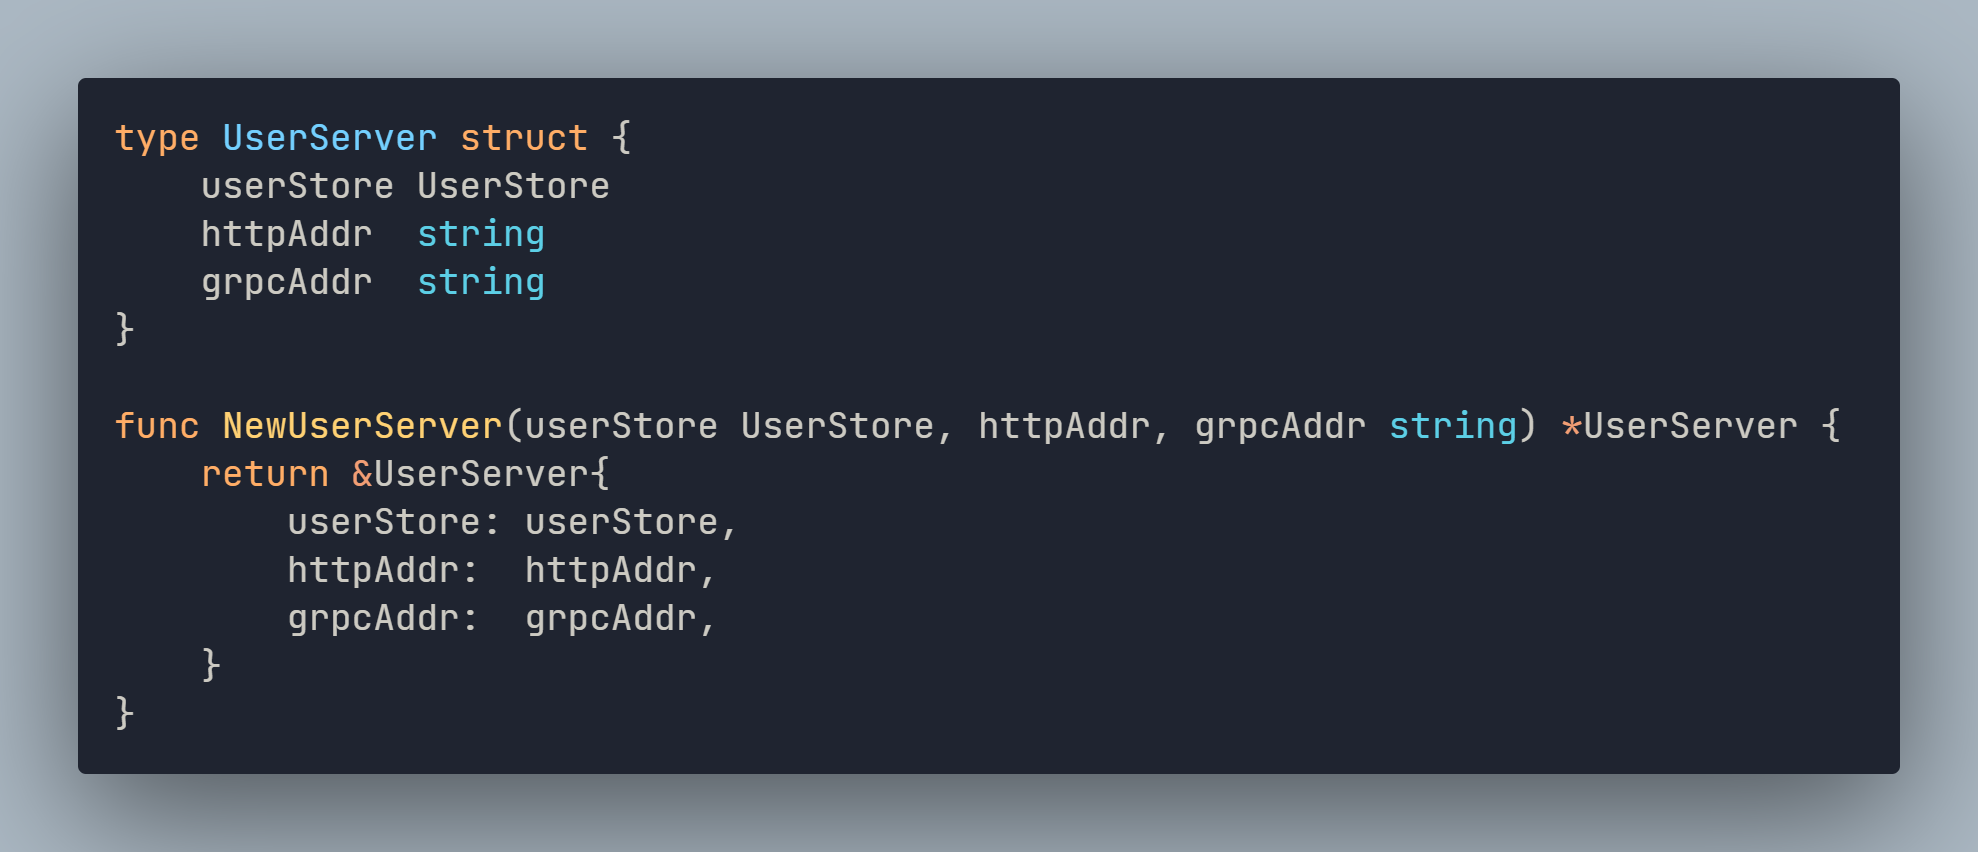 type UserServer struct {
    userStore UserStore
    httpAddr  string
    grpcAddr  string
}

func NewUserServer(userStore UserStore, httpAddr, grpcAddr string) *UserServer {
    return &UserServer{
        userStore: userStore,
        httpAddr:  httpAddr,
        grpcAddr:  grpcAddr,
    }
}